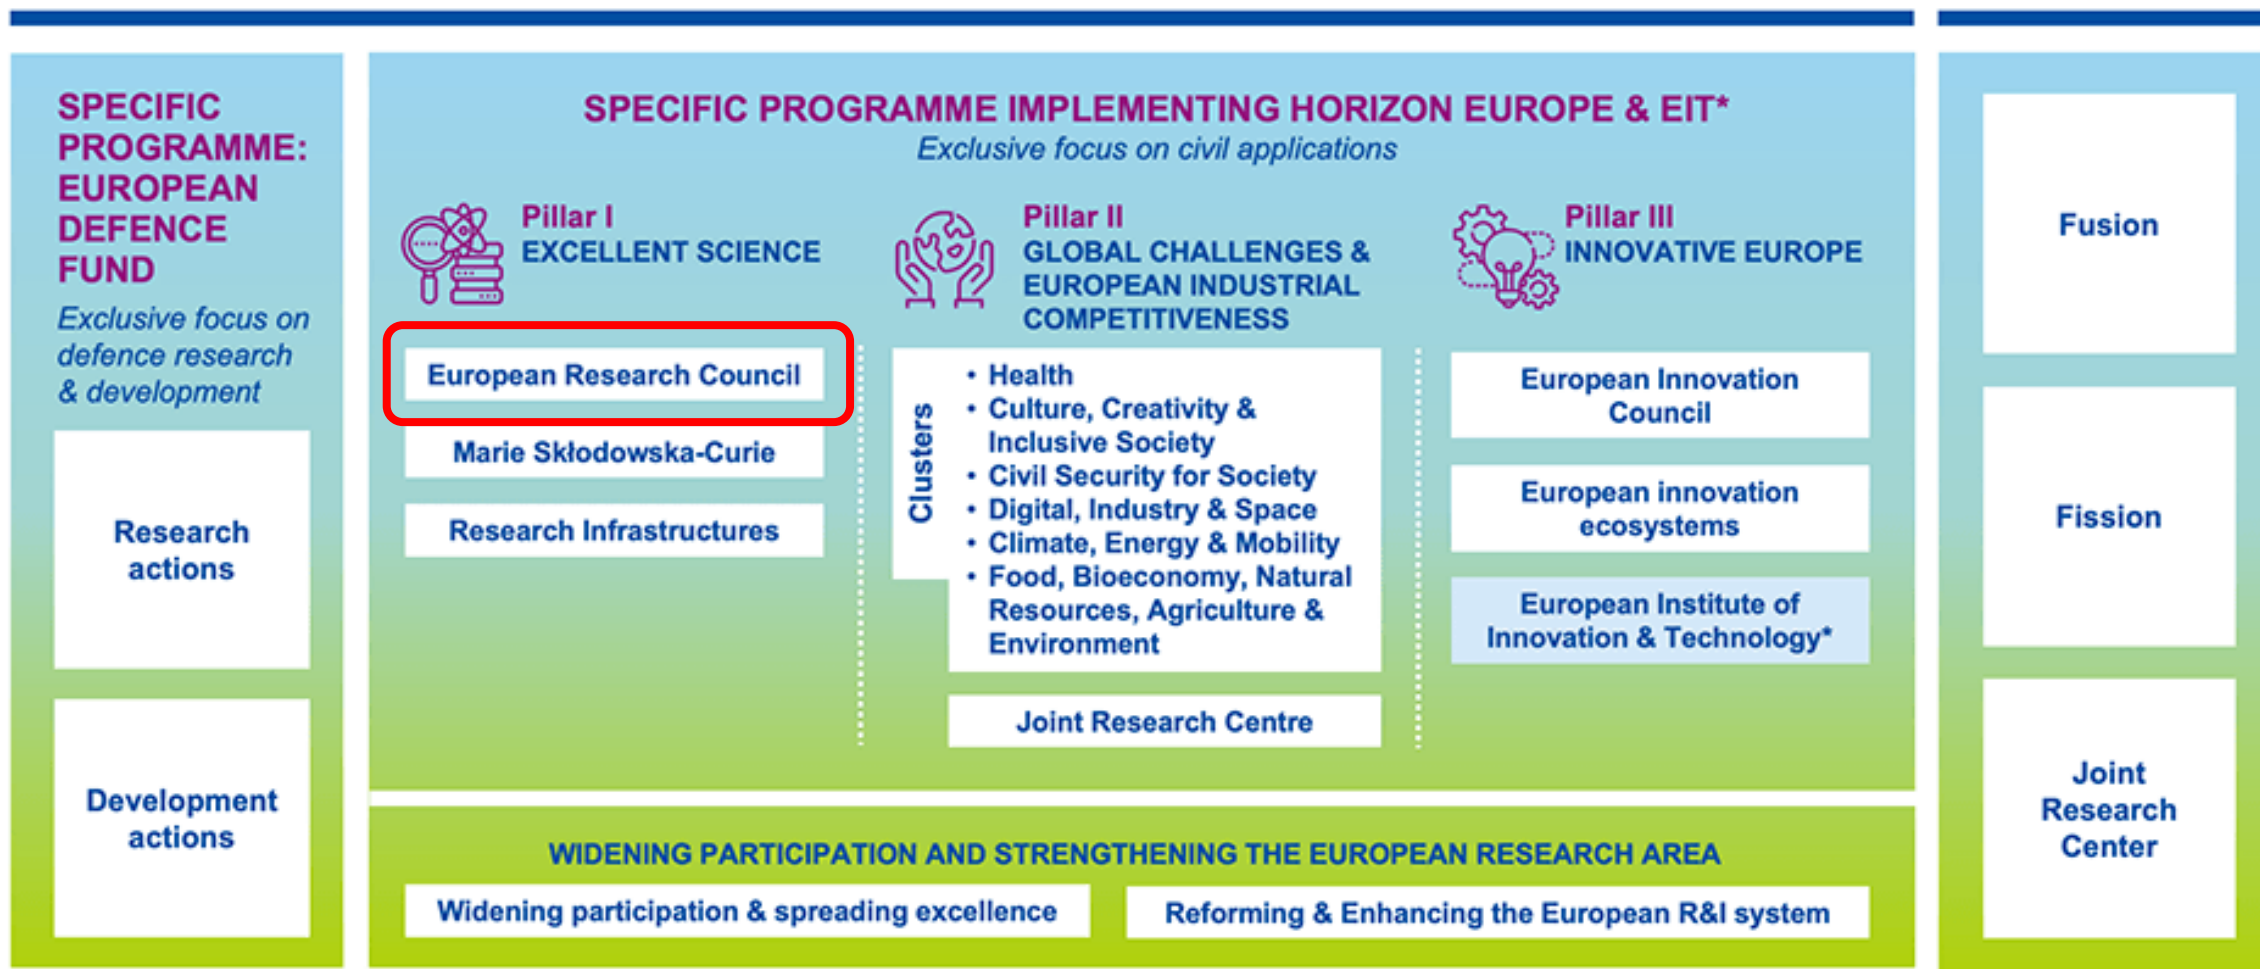 SPECIFIC
PROGRAMME:
EUROPEAN
DEFENCE
FUND
Exclusive focus on
defence research
& development
Research
actions
Development
actions
SPECIFIC PROGRAMME IMPLEMENTING HORIZON EUROPE & EIT*
Exclusive focus on civil applications
Pillar I
EXCELLENT SCIENCE
European Research Council
Marie Skłodowska-Curie
Research Infrastructures
Pillar II
GLOBAL CHALLENGES &
EUROPEAN INDUSTRIAL
COMPETITIVENESS
Clusters
• Health
• Culture, Creativity &
Inclusive Society
• Civil Security for Society
• Digital, Industry & Space
• Climate, Energy & Mobility
• Food, Bioeconomy, Natural
Resources, Agriculture &
Environment
Joint Research Centre
Pillar III
INNOVATIVE EUROPE
European Innovation
Council
European innovation
ecosystems
European Institute of
Innovation & Technology*
WIDENING PARTICIPATION AND STRENGTHENING THE EUROPEAN RESEARCH AREA
Widening participation & spreading excellence
Reforming & Enhancing the European R&I system
Fusion
Fission
Joint
Research
Center